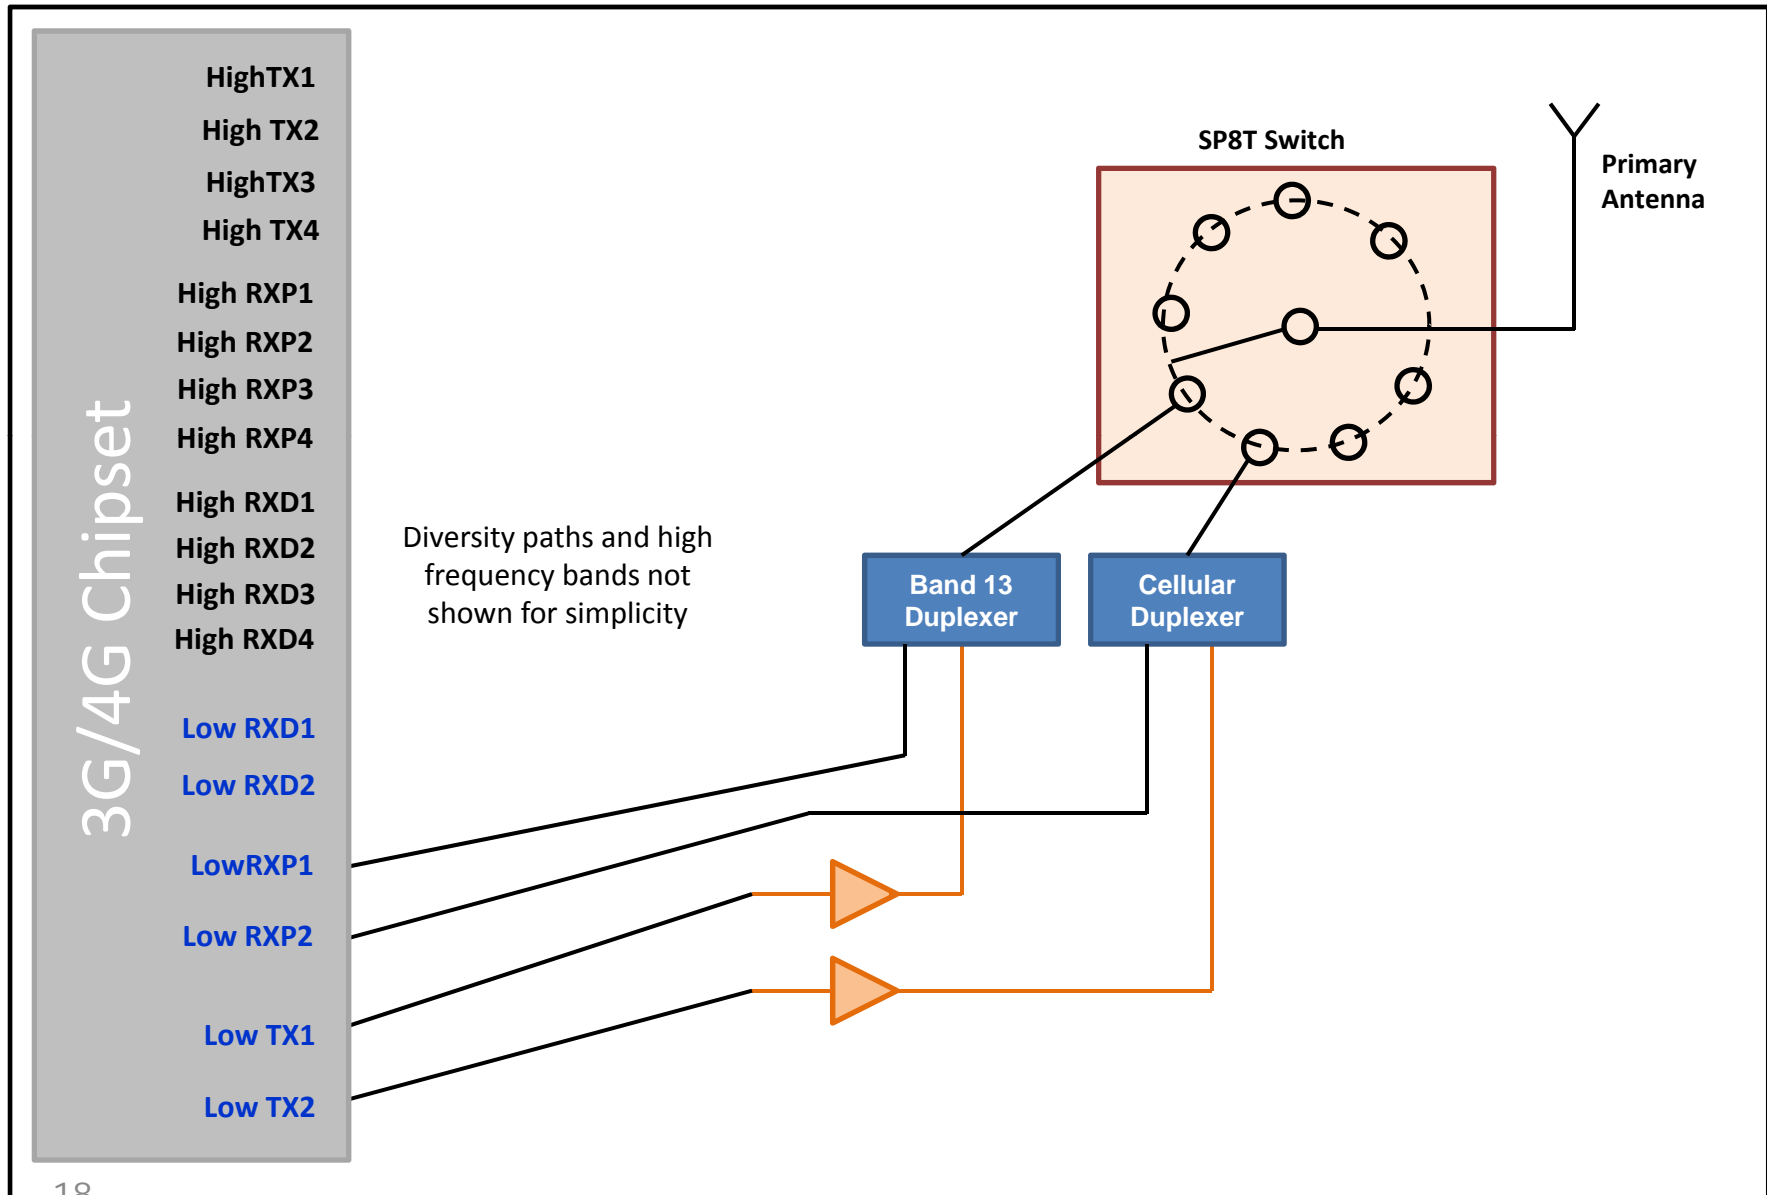 HighTX1
High TX2
HighTX3
High TX4
High RXP1
High RXP2
High RXP3
High RXP4
High RXD1
High RXD2
High RXD3
High RXD4
Low RXD1
Low RXD2
LowRXP1
Low RXP2
Low TX1
Low TX2
3G/4G Chipset
Diversity paths and high
frequency bands not
shown for simplicity
SP8T Switch
Primary
Antenna
Band 13
Duplexer
Cellular
Duplexer
18